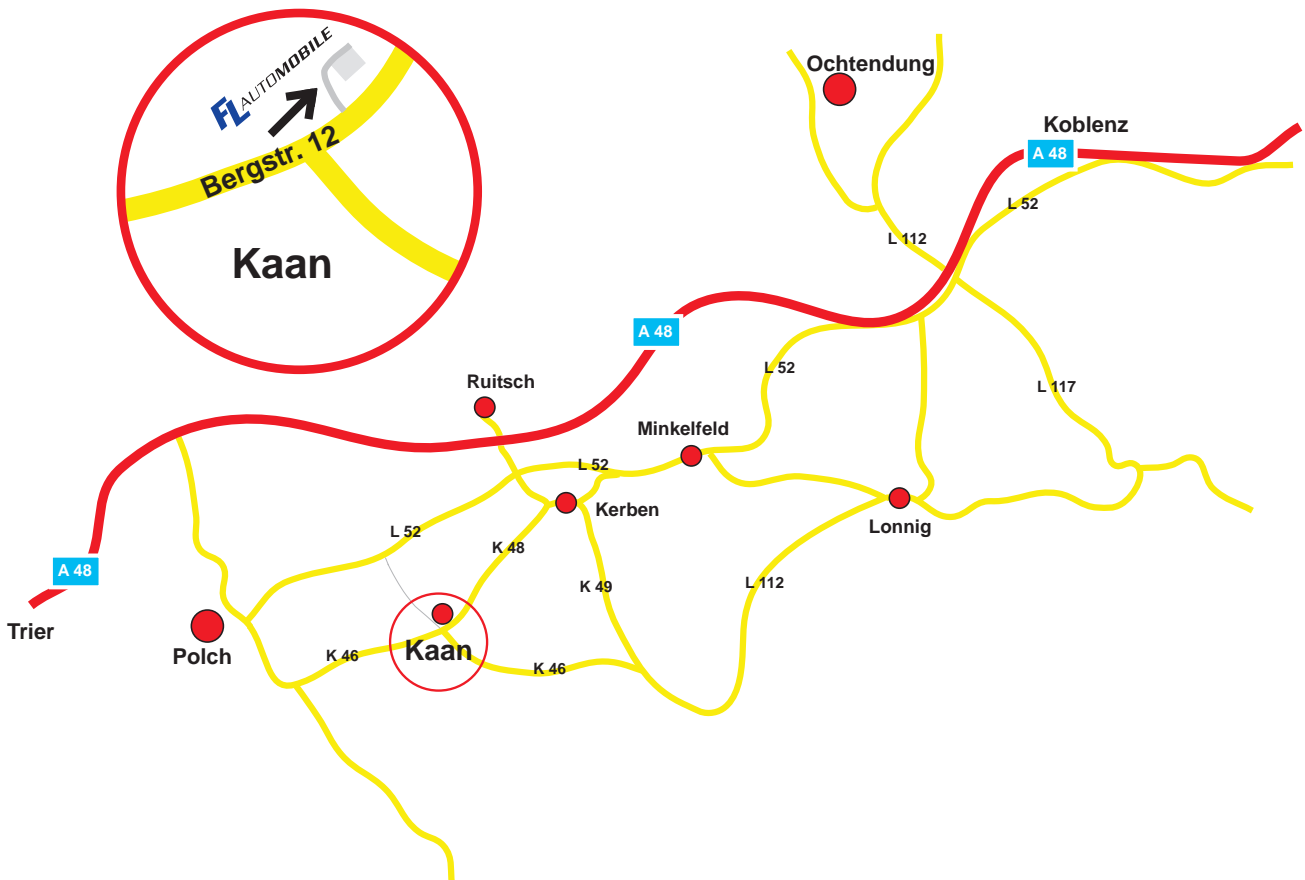 FL AUTOMOBILE
Bergstr. 12
Kaan
Ochtendung
Koblenz
A 48
L 52
L 112
A 48
L 52
Ruitsch
L 117
Minkelfeld
L 52
Kerben
Lonnig
L 52
K 48
A 48
K 49
L 112
Trier
Polch
Kaan
K 46
K 46